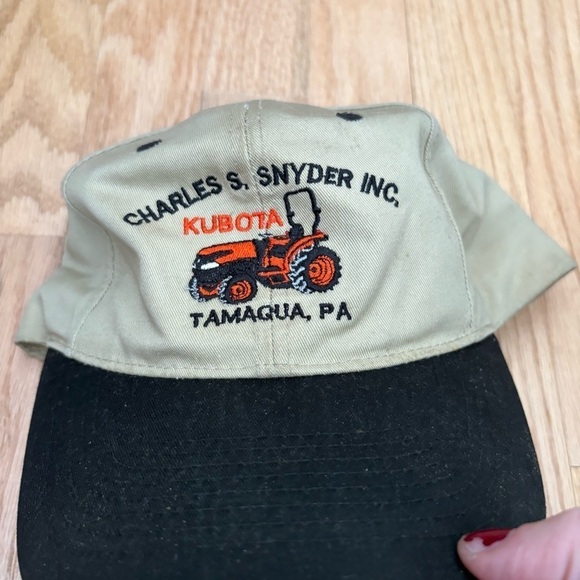 CHARLES S. SNYDER INC.
KUBOTA
TAMAQUA, PA